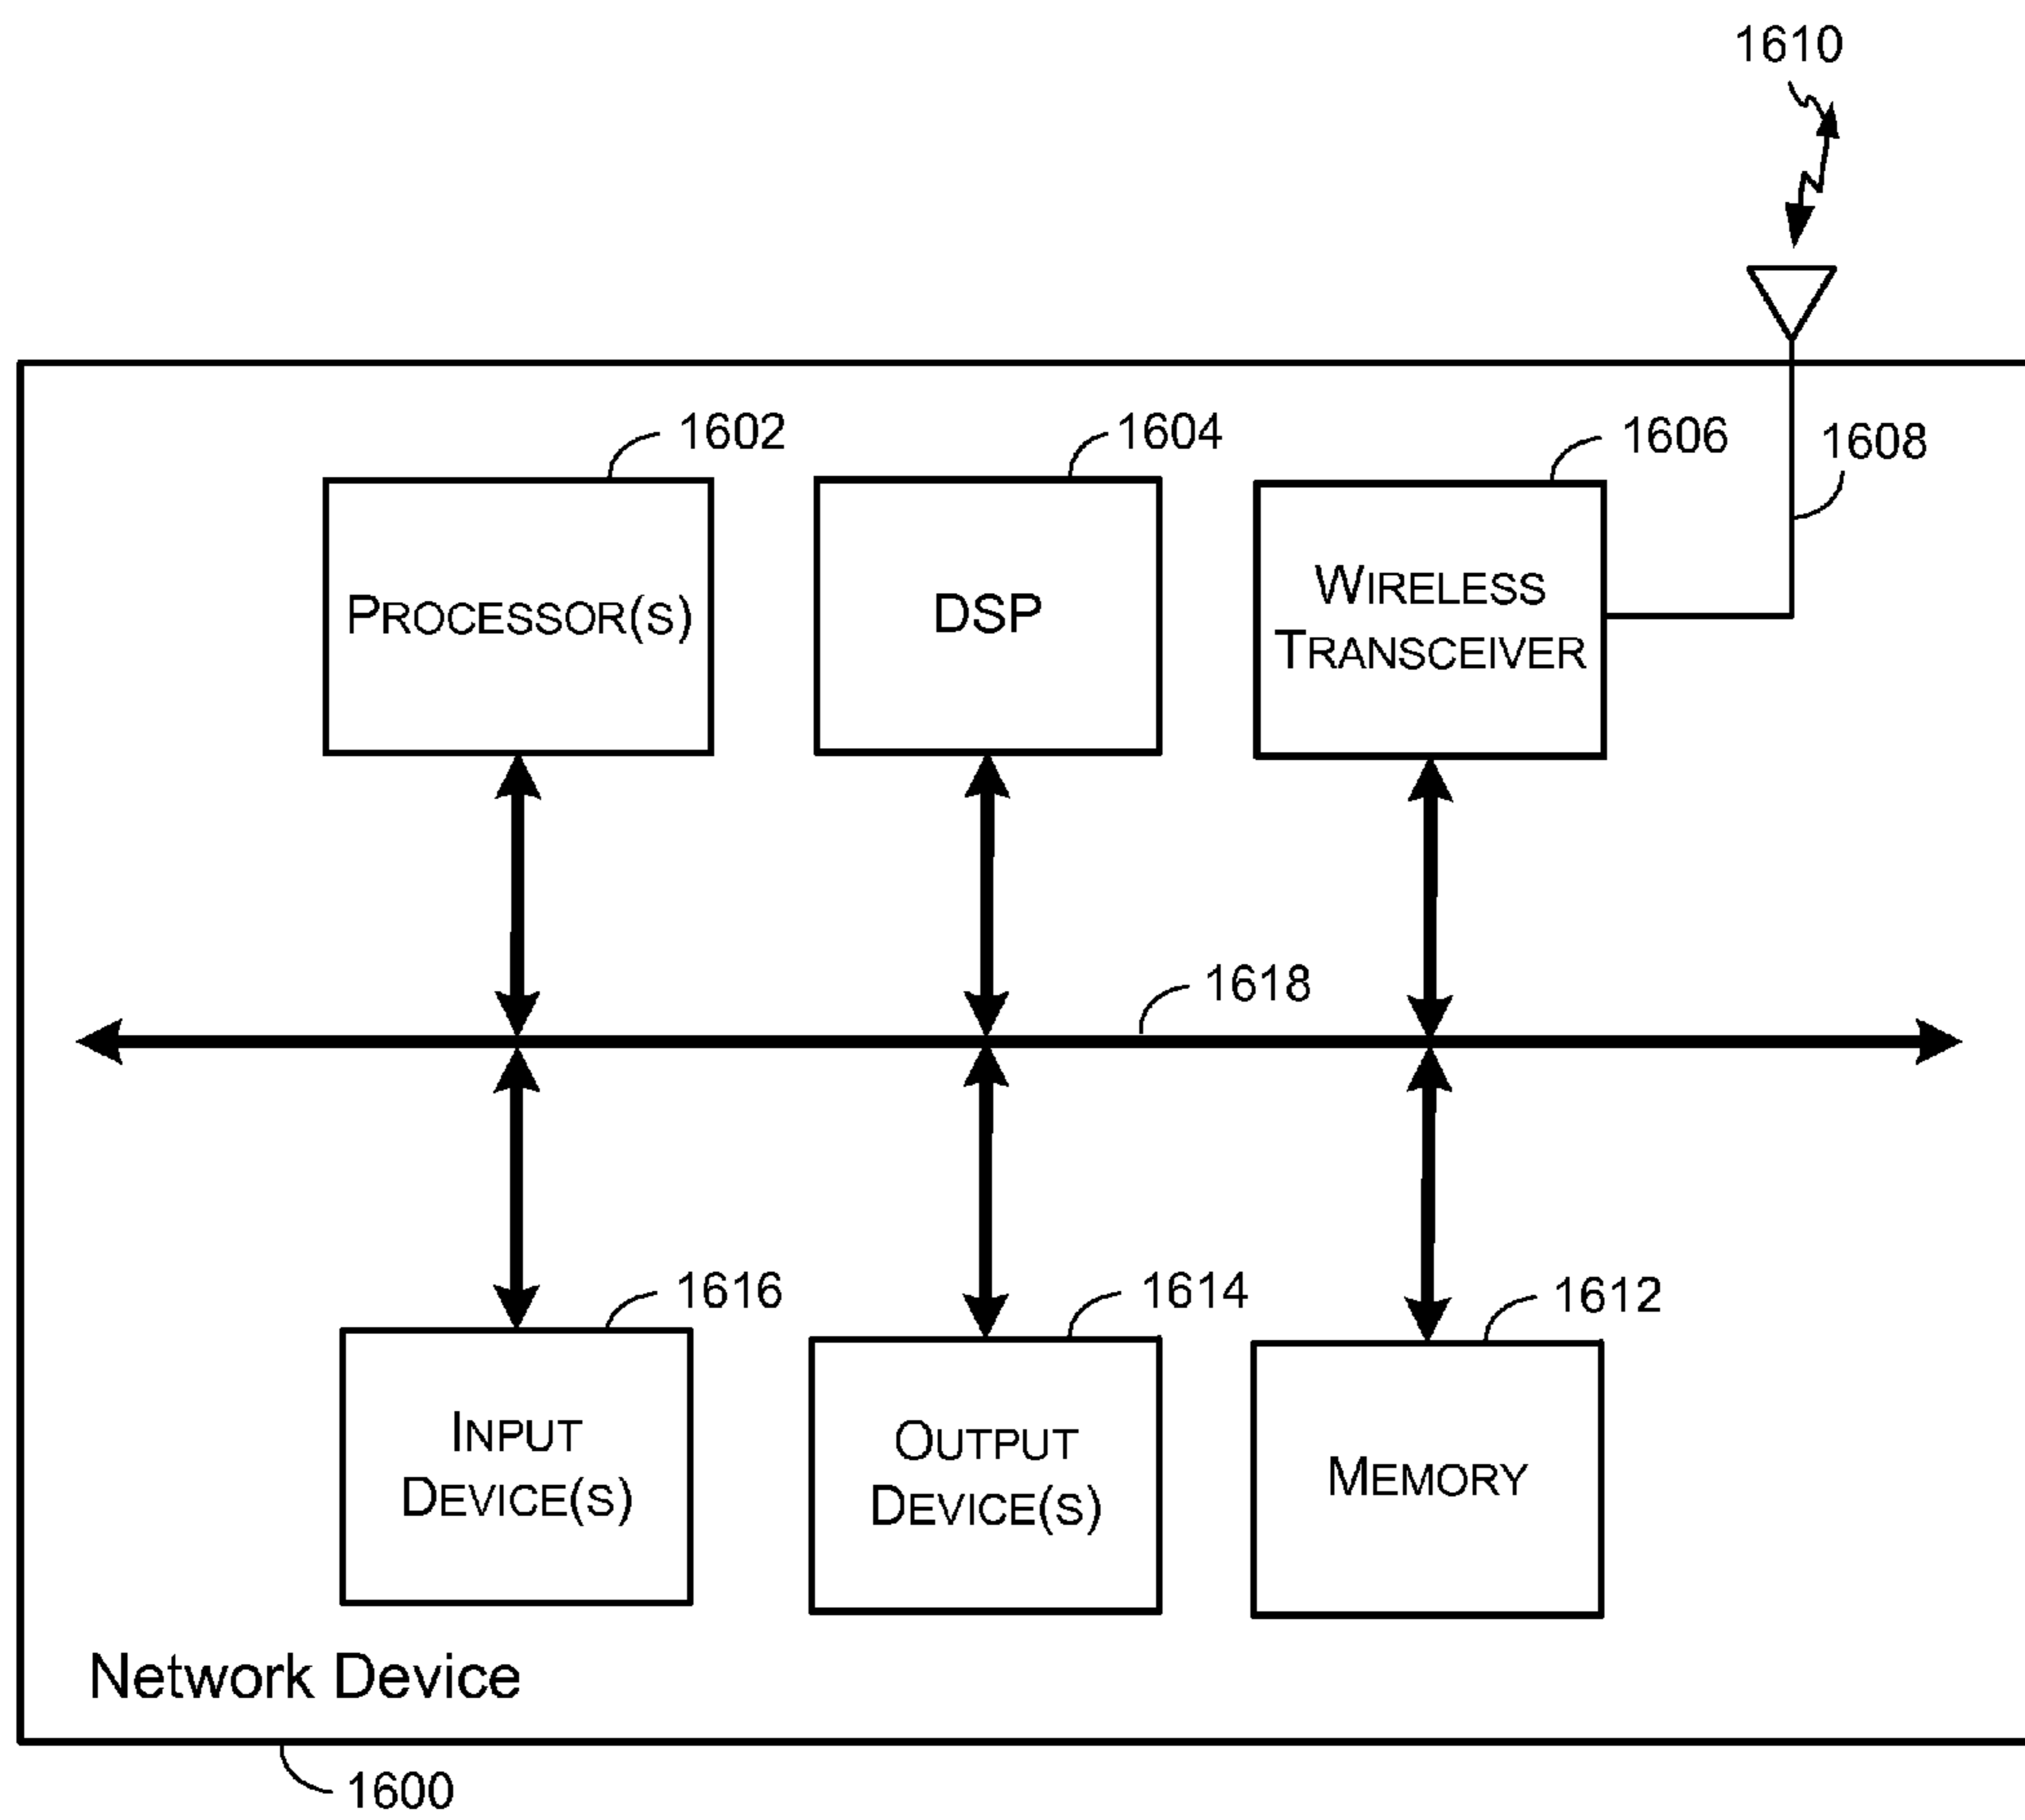 1610
1602
1604
1606
1608
PROCESSOR(S)
DSP
WIRELESS
TRANSCEIVER
1618
1616
1614
1612
INPUT
DEVICE(S)
OUTPUT
DEVICE(S)
MEMORY
Network Device
1600